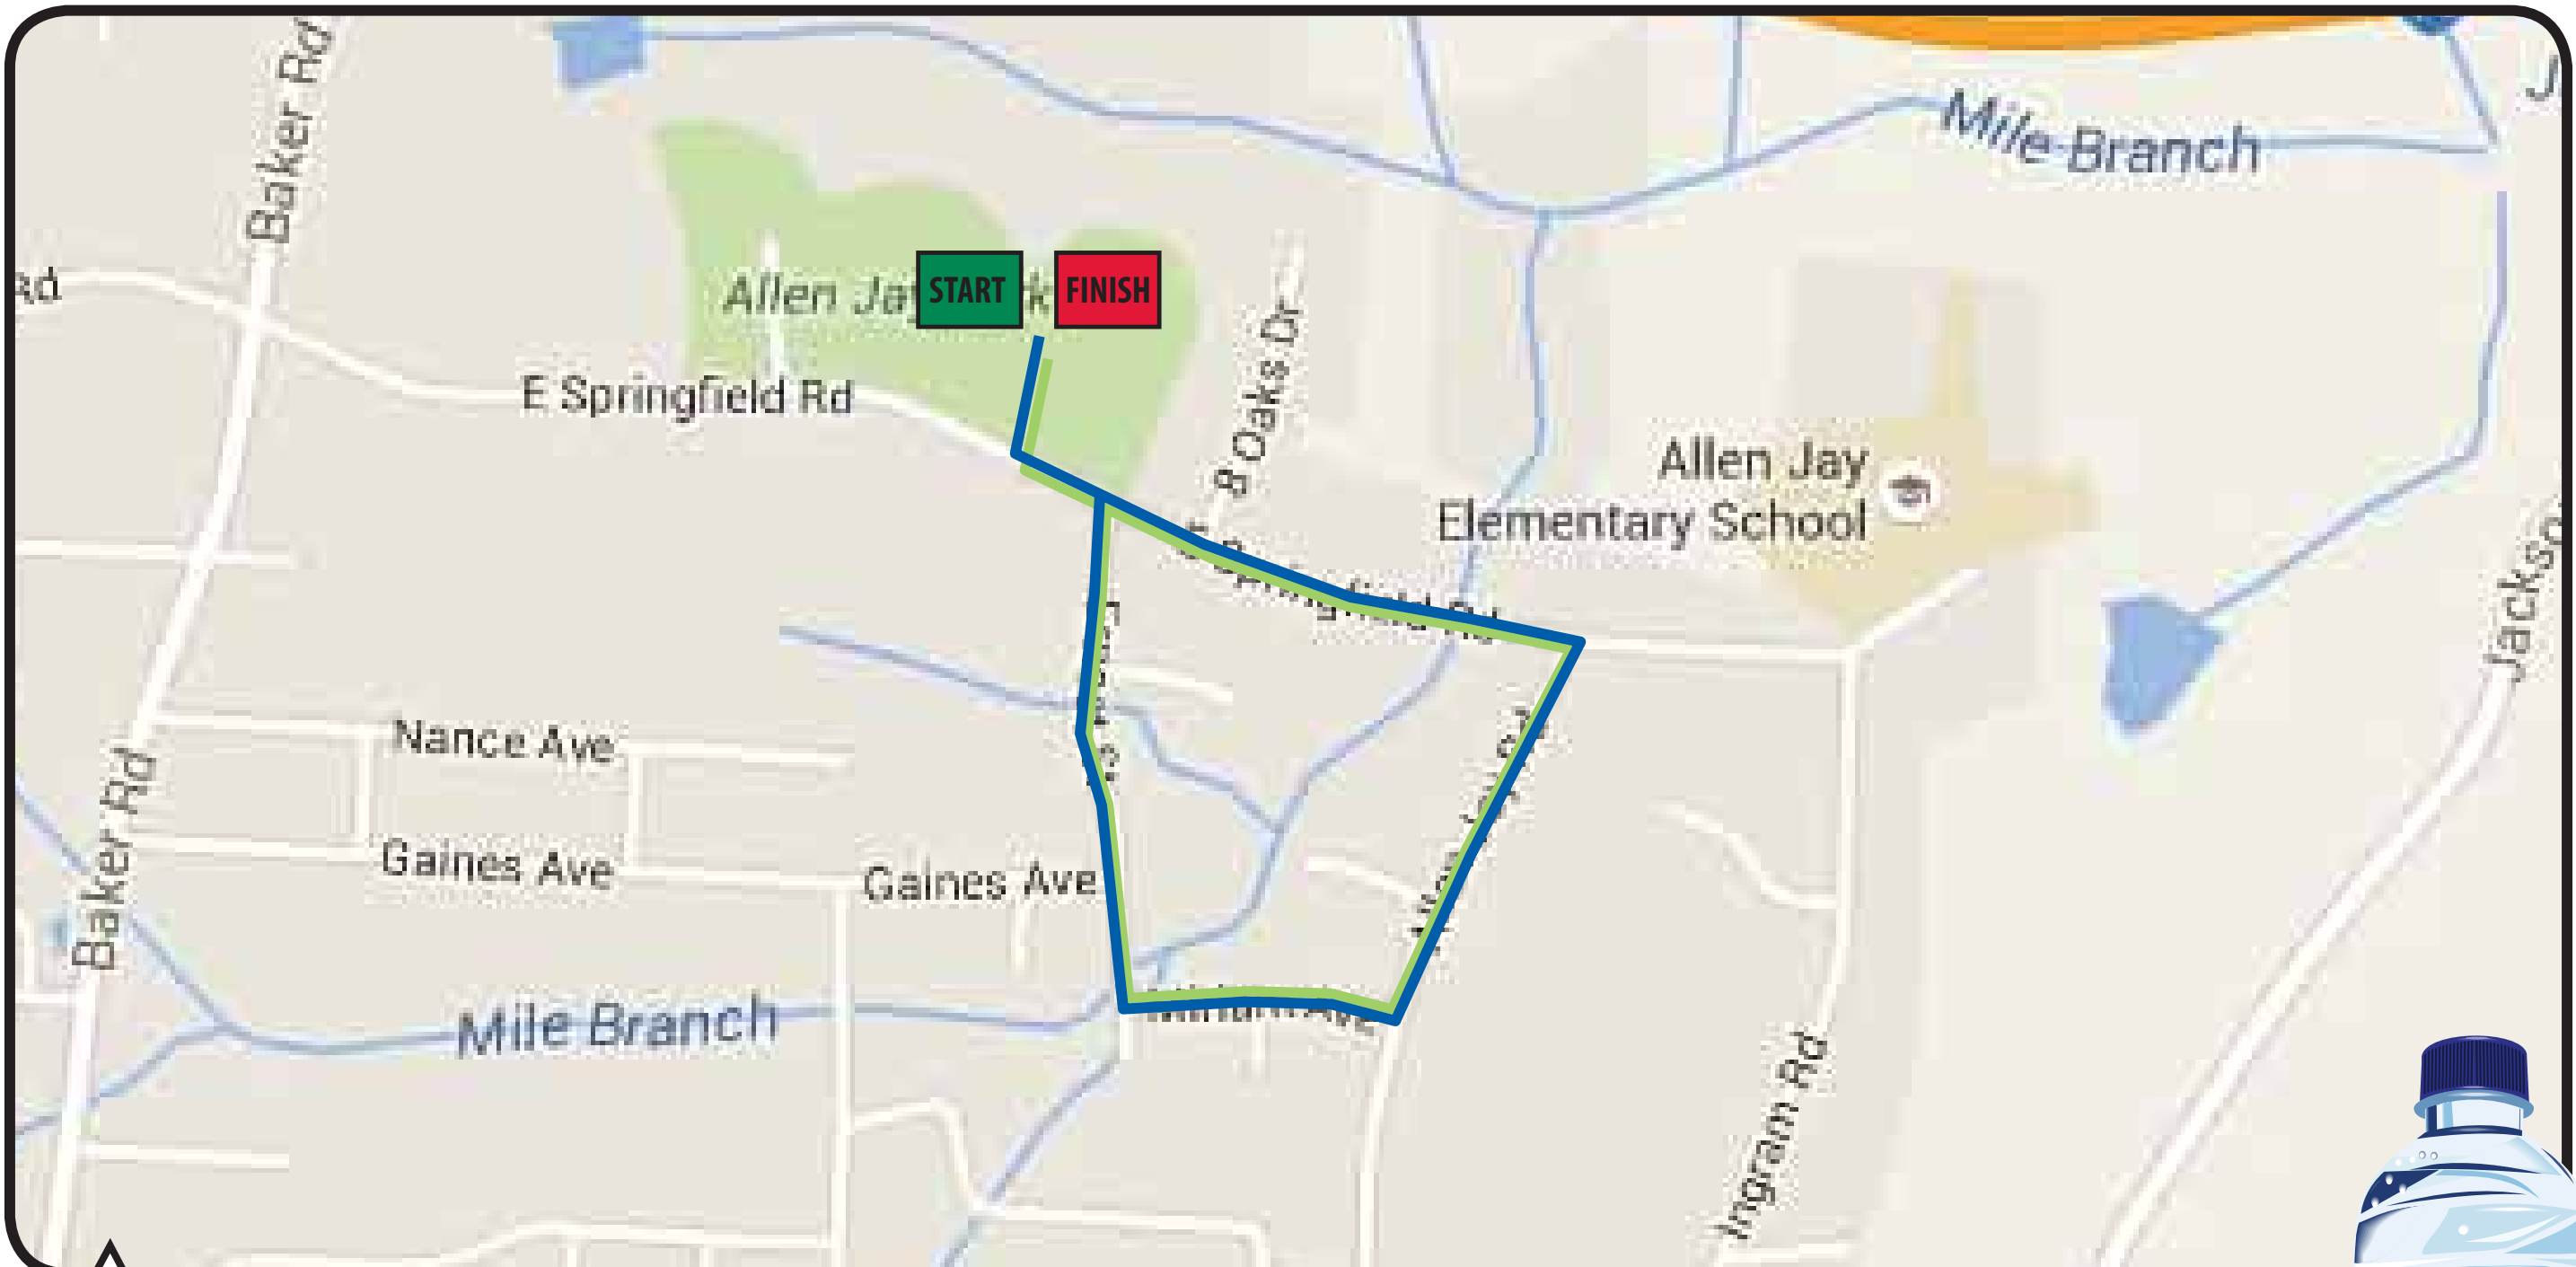 Baker Rd
Mile Branch
Rd
Allen Jay
START
FINISH
E Springfield Rd
Oaks Dr
Allen Jay
Elementary School
Nance Ave
Gaines Ave
Gaines Ave
Baker Rd
Mile Branch
Ingram Rd